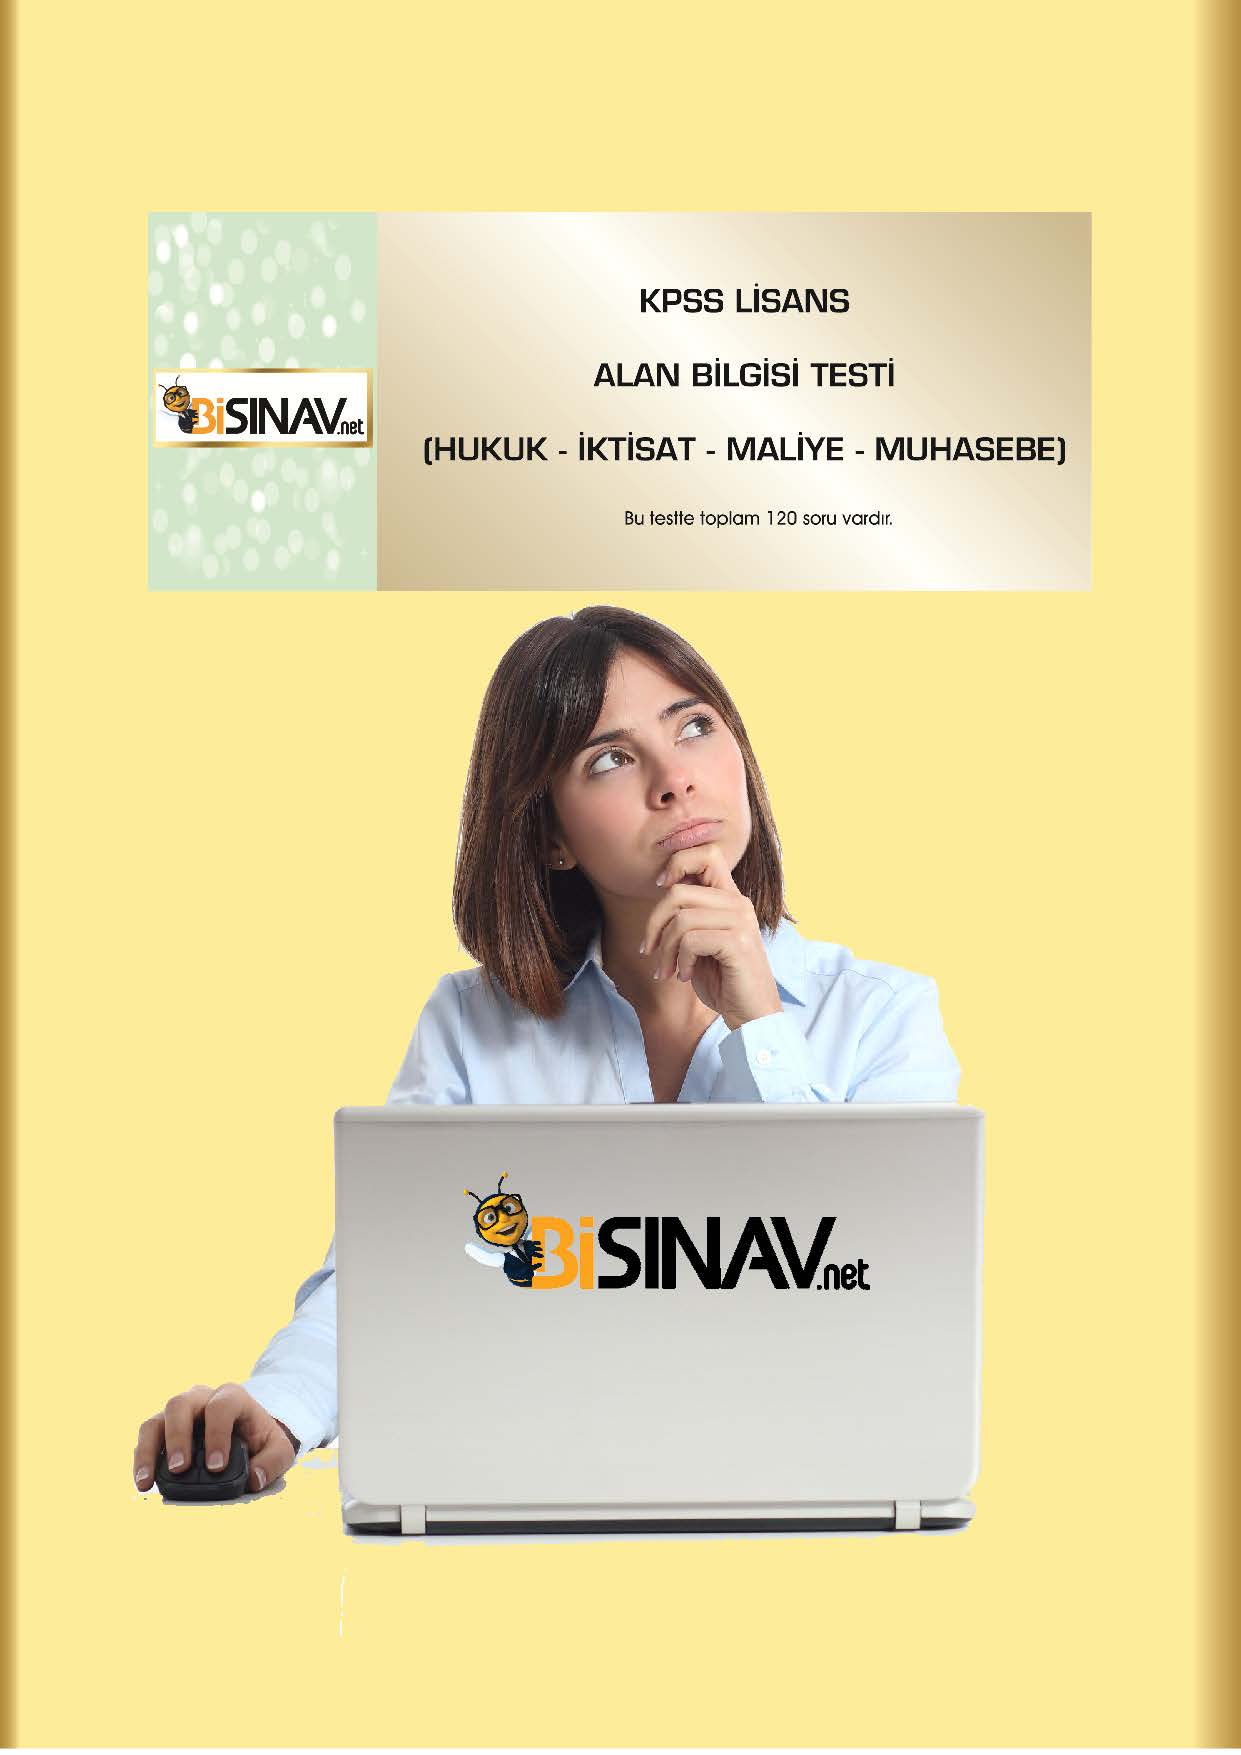 KPSS LİSANS
ALAN BİLGİSİ TESTİ
(HUKUK - İKTİSAT - MALİYE - MUHASEBE)
Bu testte toplam 120 soru vardır.
BiSINAV.net
BiSINAV.net